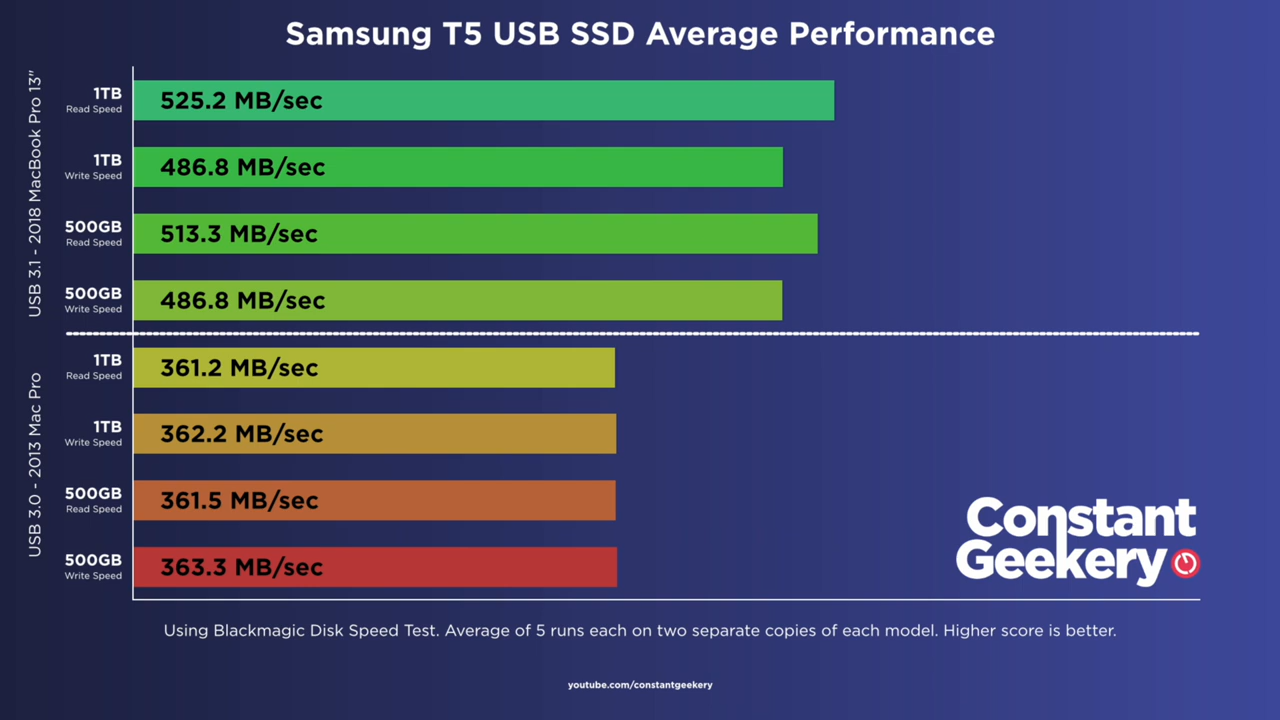 Samsung T5 USB SSD Average Performance
USB 3.1 - 2018 MacBook Pro 13"
1TB
Read Speed
525.2 MB/sec
1TB
Write Speed
486.8 MB/sec
500GB
Read Speed
513.3 MB/sec
500GB
Write Speed
486.8 MB/sec
USB 3.0 - 2013 Mac Pro
1TB
Read Speed
361.2 MB/sec
1TB
Write Speed
362.2 MB/sec
500GB
Read Speed
361.5 MB/sec
500GB
Write Speed
363.3 MB/sec
Constant
Geekery
Using Blackmagic Disk Speed Test. Average of 5 runs each on two separate copies of each model. Higher score is better.
youtube.com/constantgeekery